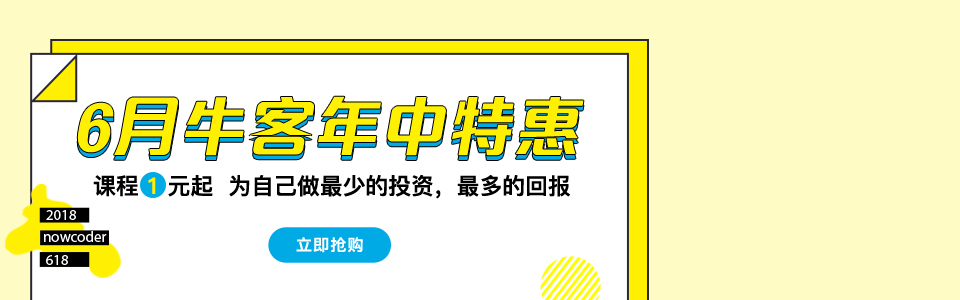 6月牛客年中特惠
课程1元起 为自己做最少的投资，最多的回报
2018
nowcoder
618
立即抢购